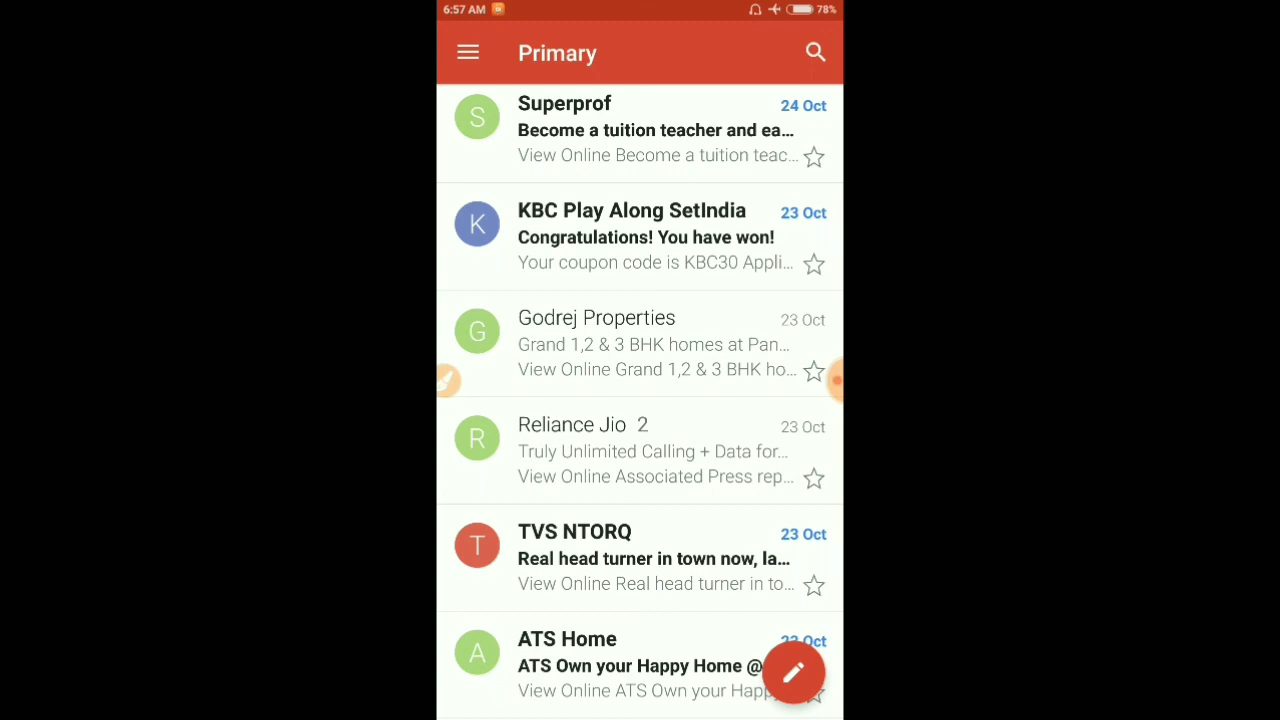 6:57 AM 78%
Primary
S Superprof 24 Oct
Become a tuition teacher and ea...
View Online Become a tuition teac...
K KBC Play Along SetIndia 23 Oct
Congratulations! You have won!
Your coupon code is KBC30 Appli...
G Godrej Properties 23 Oct
Grand 1,2 & 3 BHK homes at Pan...
View Online Grand 1,2 & 3 BHK ho...
R Reliance Jio 2 23 Oct
Truly Unlimited Calling + Data for...
View Online Associated Press rep...
T TVS NTORQ 23 Oct
Real head turner in town now, la...
View Online Real head turner in to...
A ATS Home 23 Oct
ATS Own your Happy Home @
View Online ATS Own your Happy